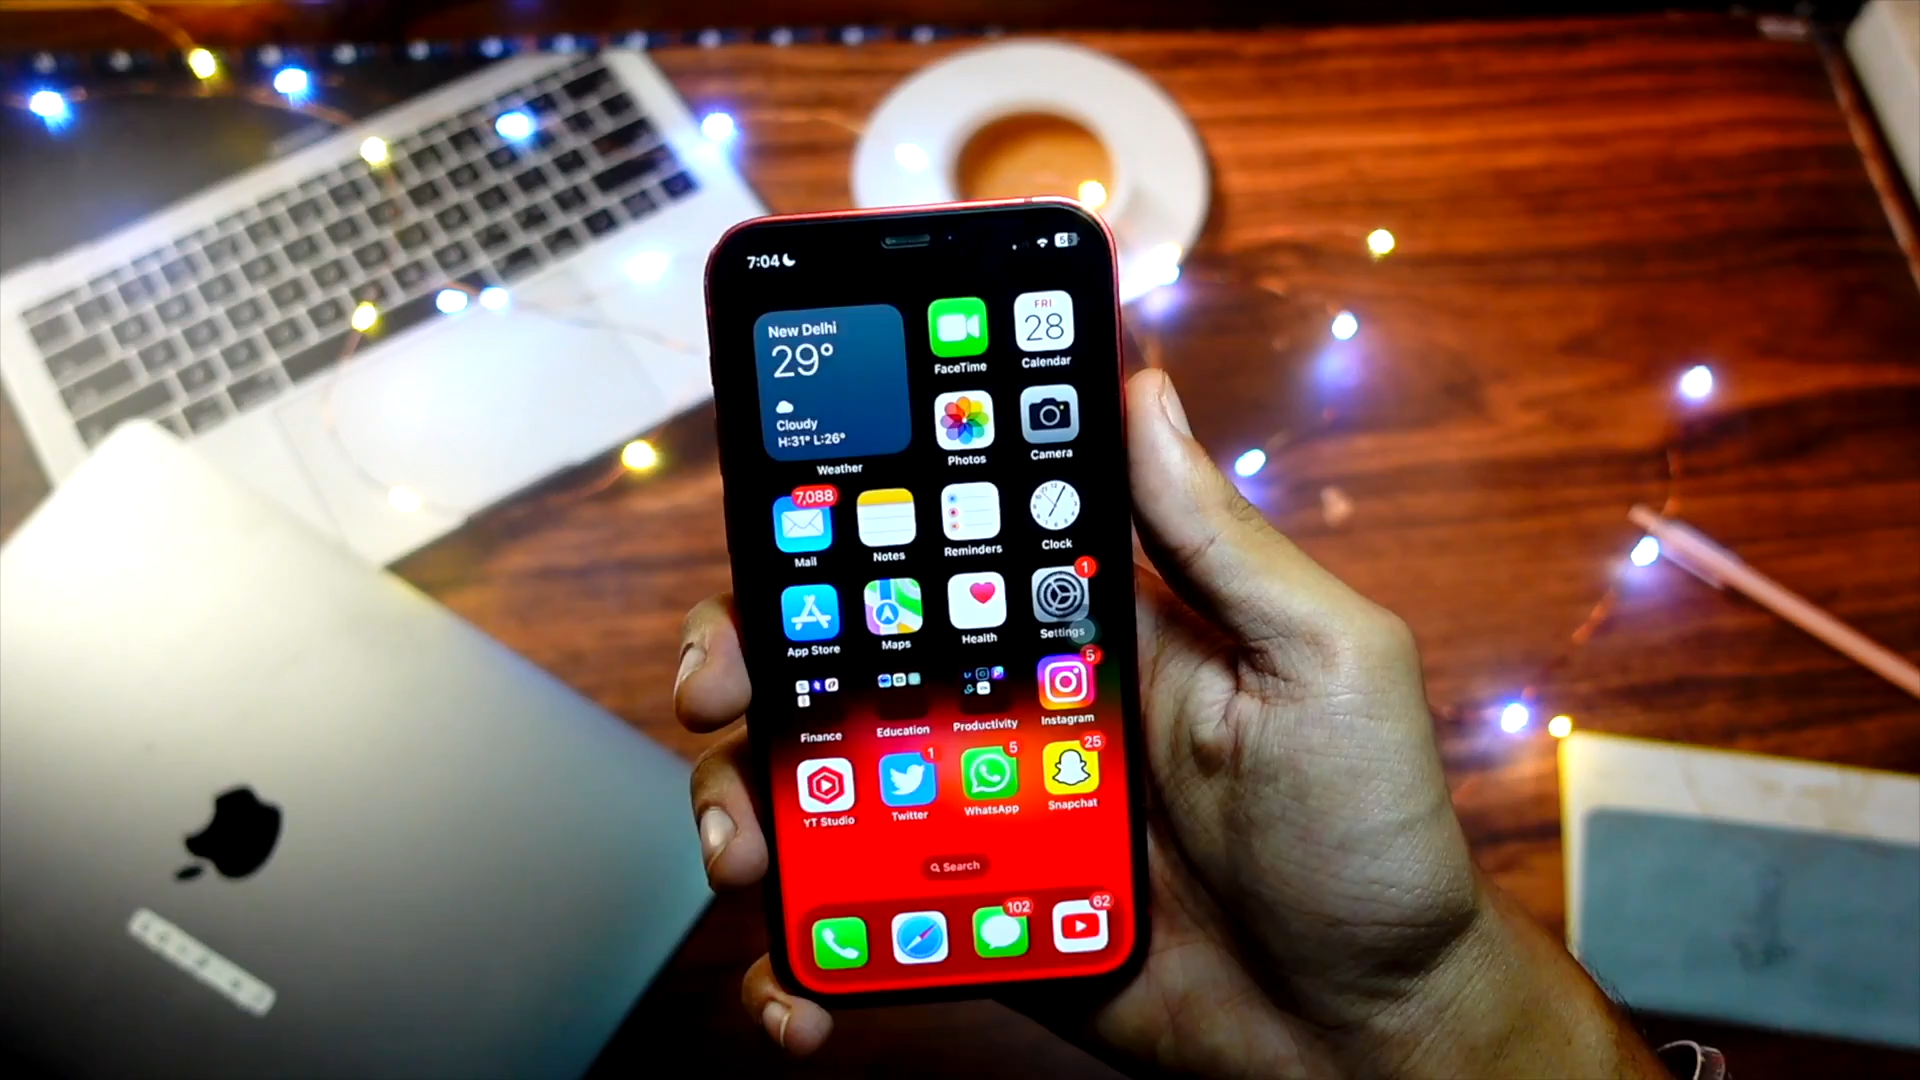 7:04
55
New Delhi
29°
Cloudy
H:31° L:26°
Weather
FaceTime
FRI
28
Calendar
Photos
Camera
7,088
Mail
Notes
Reminders
Clock
App Store
Maps
Health
1
Settings
Finance
Education
Productivity
5
Instagram
YT Studio
1
Twitter
5
WhatsApp
25
Snapchat
Search
102
62